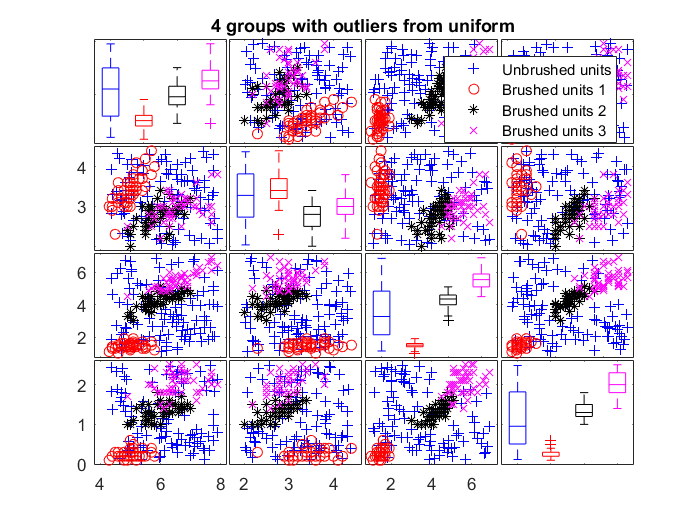 4 groups with outliers from uniform
Unbrushed units
Brushed units 1
Brushed units 2
Brushed units 3
4
3
6
4
2
2
1
0
4 6 8 2 3 4 2 4 6